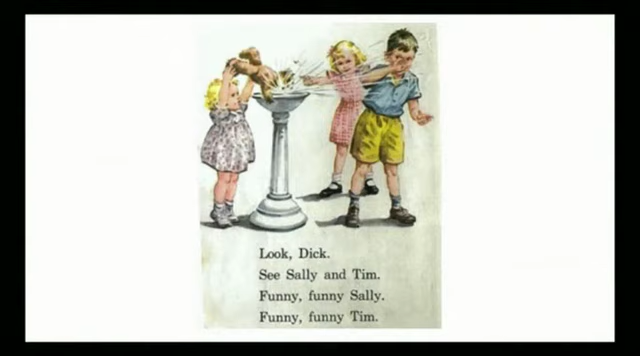 Look, Dick.
See Sally and Tim.
Funny, funny Sally.
Funny, funny Tim.